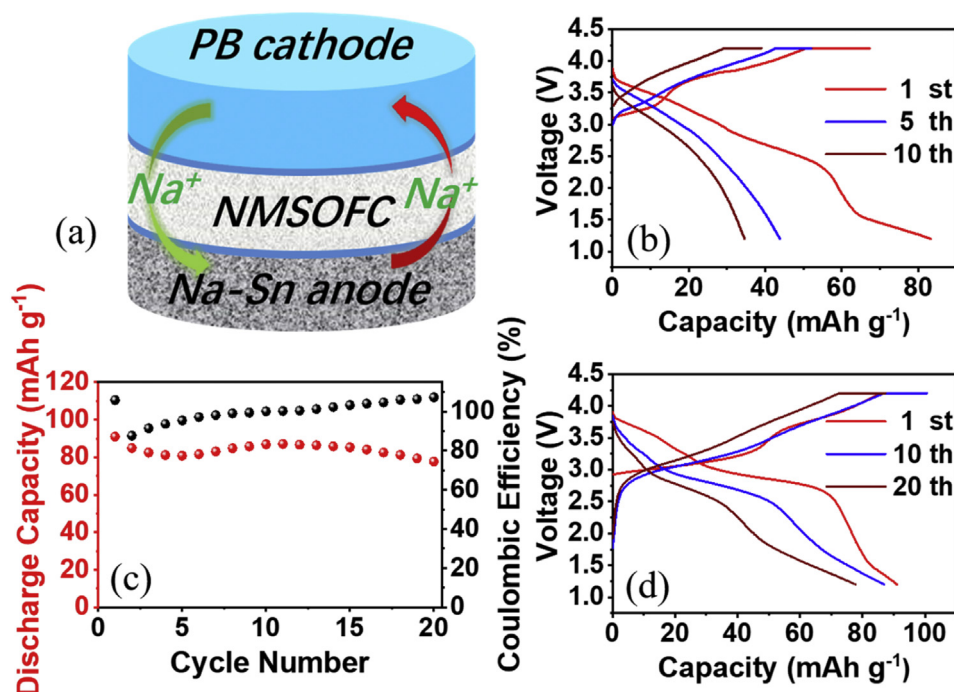 PB cathode
Na⁺
Na⁺
NMSOFC
(a)
Na-Sn anode
(b)
Voltage (V)
4.5
4.0
3.5
3.0
2.5
2.0
1.5
1.0
1 st
5 th
10 th
0 20 40 60 80
Capacity (mAh g⁻¹)
(c)
Discharge Capacity (mAh g⁻¹)
120
100
80
60
40
20
0
Coulombic Efficiency (%)
100
80
60
40
20
0
0 5 10 15 20
Cycle Number
(d)
Voltage (V)
4.5
4.0
3.5
3.0
2.5
2.0
1.5
1.0
1 st
10 th
20 th
0 20 40 60 80 100
Capacity (mAh g⁻¹)